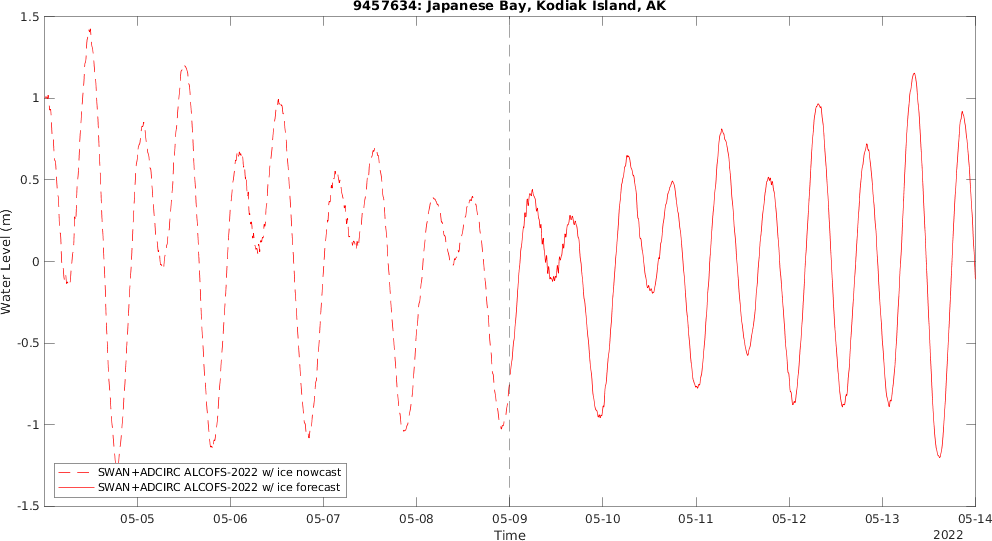 9457634: Japanese Bay, Kodiak Island, AK
1.5
1
0.5
0
-0.5
-1
-1.5
Water Level (m)
SWAN+ADCIRC ALCOFS-2022 w/ ice nowcast
SWAN+ADCIRC ALCOFS-2022 w/ ice forecast
05-05 05-06 05-07 05-08 05-09 05-10 05-11 05-12 05-13 05-14
Time
2022